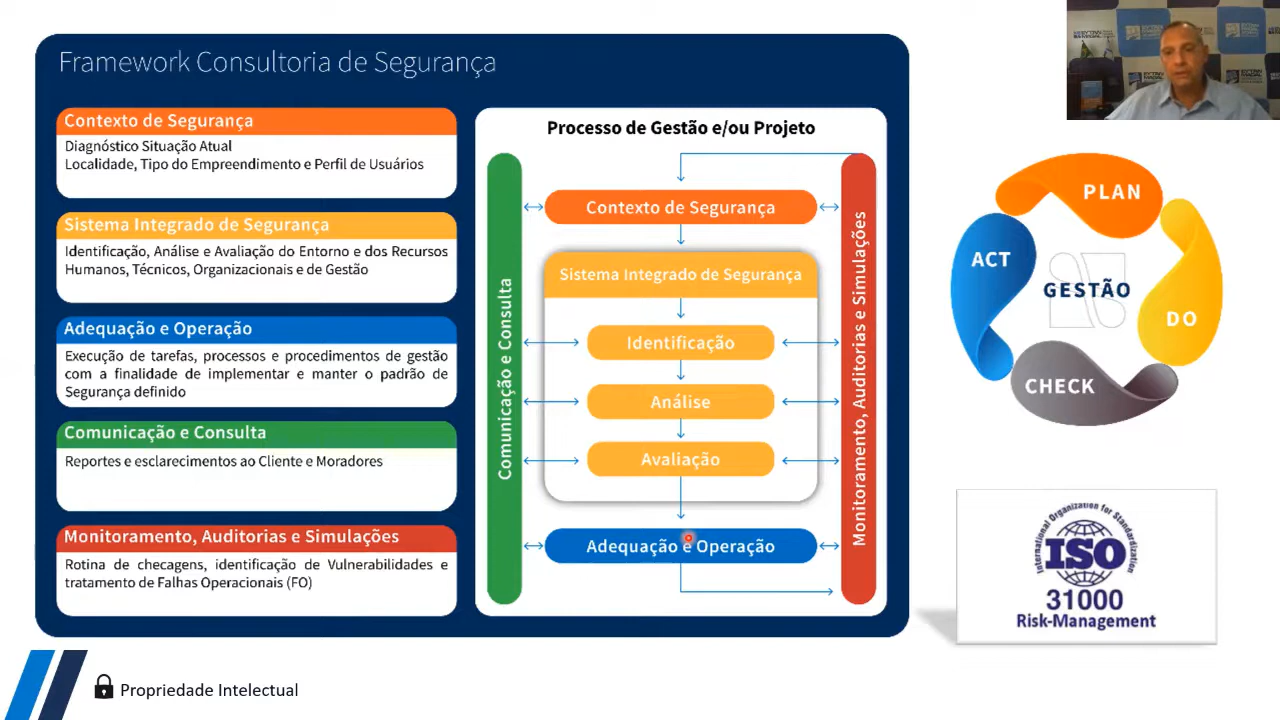 Framework Consultoria de Segurança
Contexto de Segurança
Diagnóstico Situação Atual
Localidade, Tipo do Empreendimento e Perfil de Usuários
Sistema Integrado de Segurança
Identificação, Análise e Avaliação do Entorno e dos Recursos
Humanos, Técnicos, Organizacionais e de Gestão
Adequação e Operação
Execução de tarefas, processos e procedimentos de gestão
com a finalidade de implementar e manter o padrão de
Segurança definido
Comunicação e Consulta
Reportes e esclarecimentos ao Cliente e Moradores
Monitoramento, Auditorias e Simulações
Rotina de checagens, identificação de Vulnerabilidades e
tratamento de Falhas Operacionais (FO)
Processo de Gestão e/ou Projeto
Comunicação e Consulta
Contexto de Segurança
Sistema Integrado de Segurança
Identificação
Análise
Avaliação
Adequação e Operação
Monitoramento, Auditorias e Simulações
PLAN
ACT
GESTÃO
DO
CHECK
International Organization for Standardization
ISO
31000
Risk-Management
Propriedade Intelectual